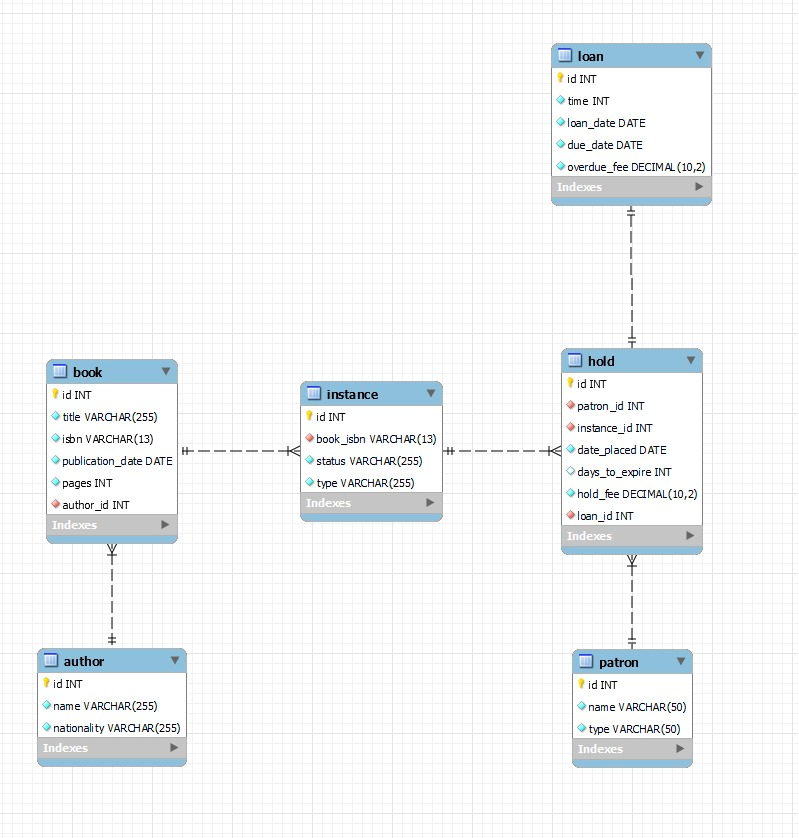 loan
id INT
time INT
loan_date DATE
due_date DATE
overdue_fee DECIMAL(10,2)
Indexes
book
id INT
title VARCHAR(255)
isbn VARCHAR(13)
publication_date DATE
pages INT
author_id INT
Indexes
instance
id INT
book_isbn VARCHAR(13)
status VARCHAR(255)
type VARCHAR(255)
Indexes
hold
id INT
patron_id INT
instance_id INT
date_placed DATE
days_to_expire INT
hold_fee DECIMAL(10,2)
loan_id INT
Indexes
author
id INT
name VARCHAR(255)
nationality VARCHAR(255)
Indexes
patron
id INT
name VARCHAR(50)
type VARCHAR(50)
Indexes